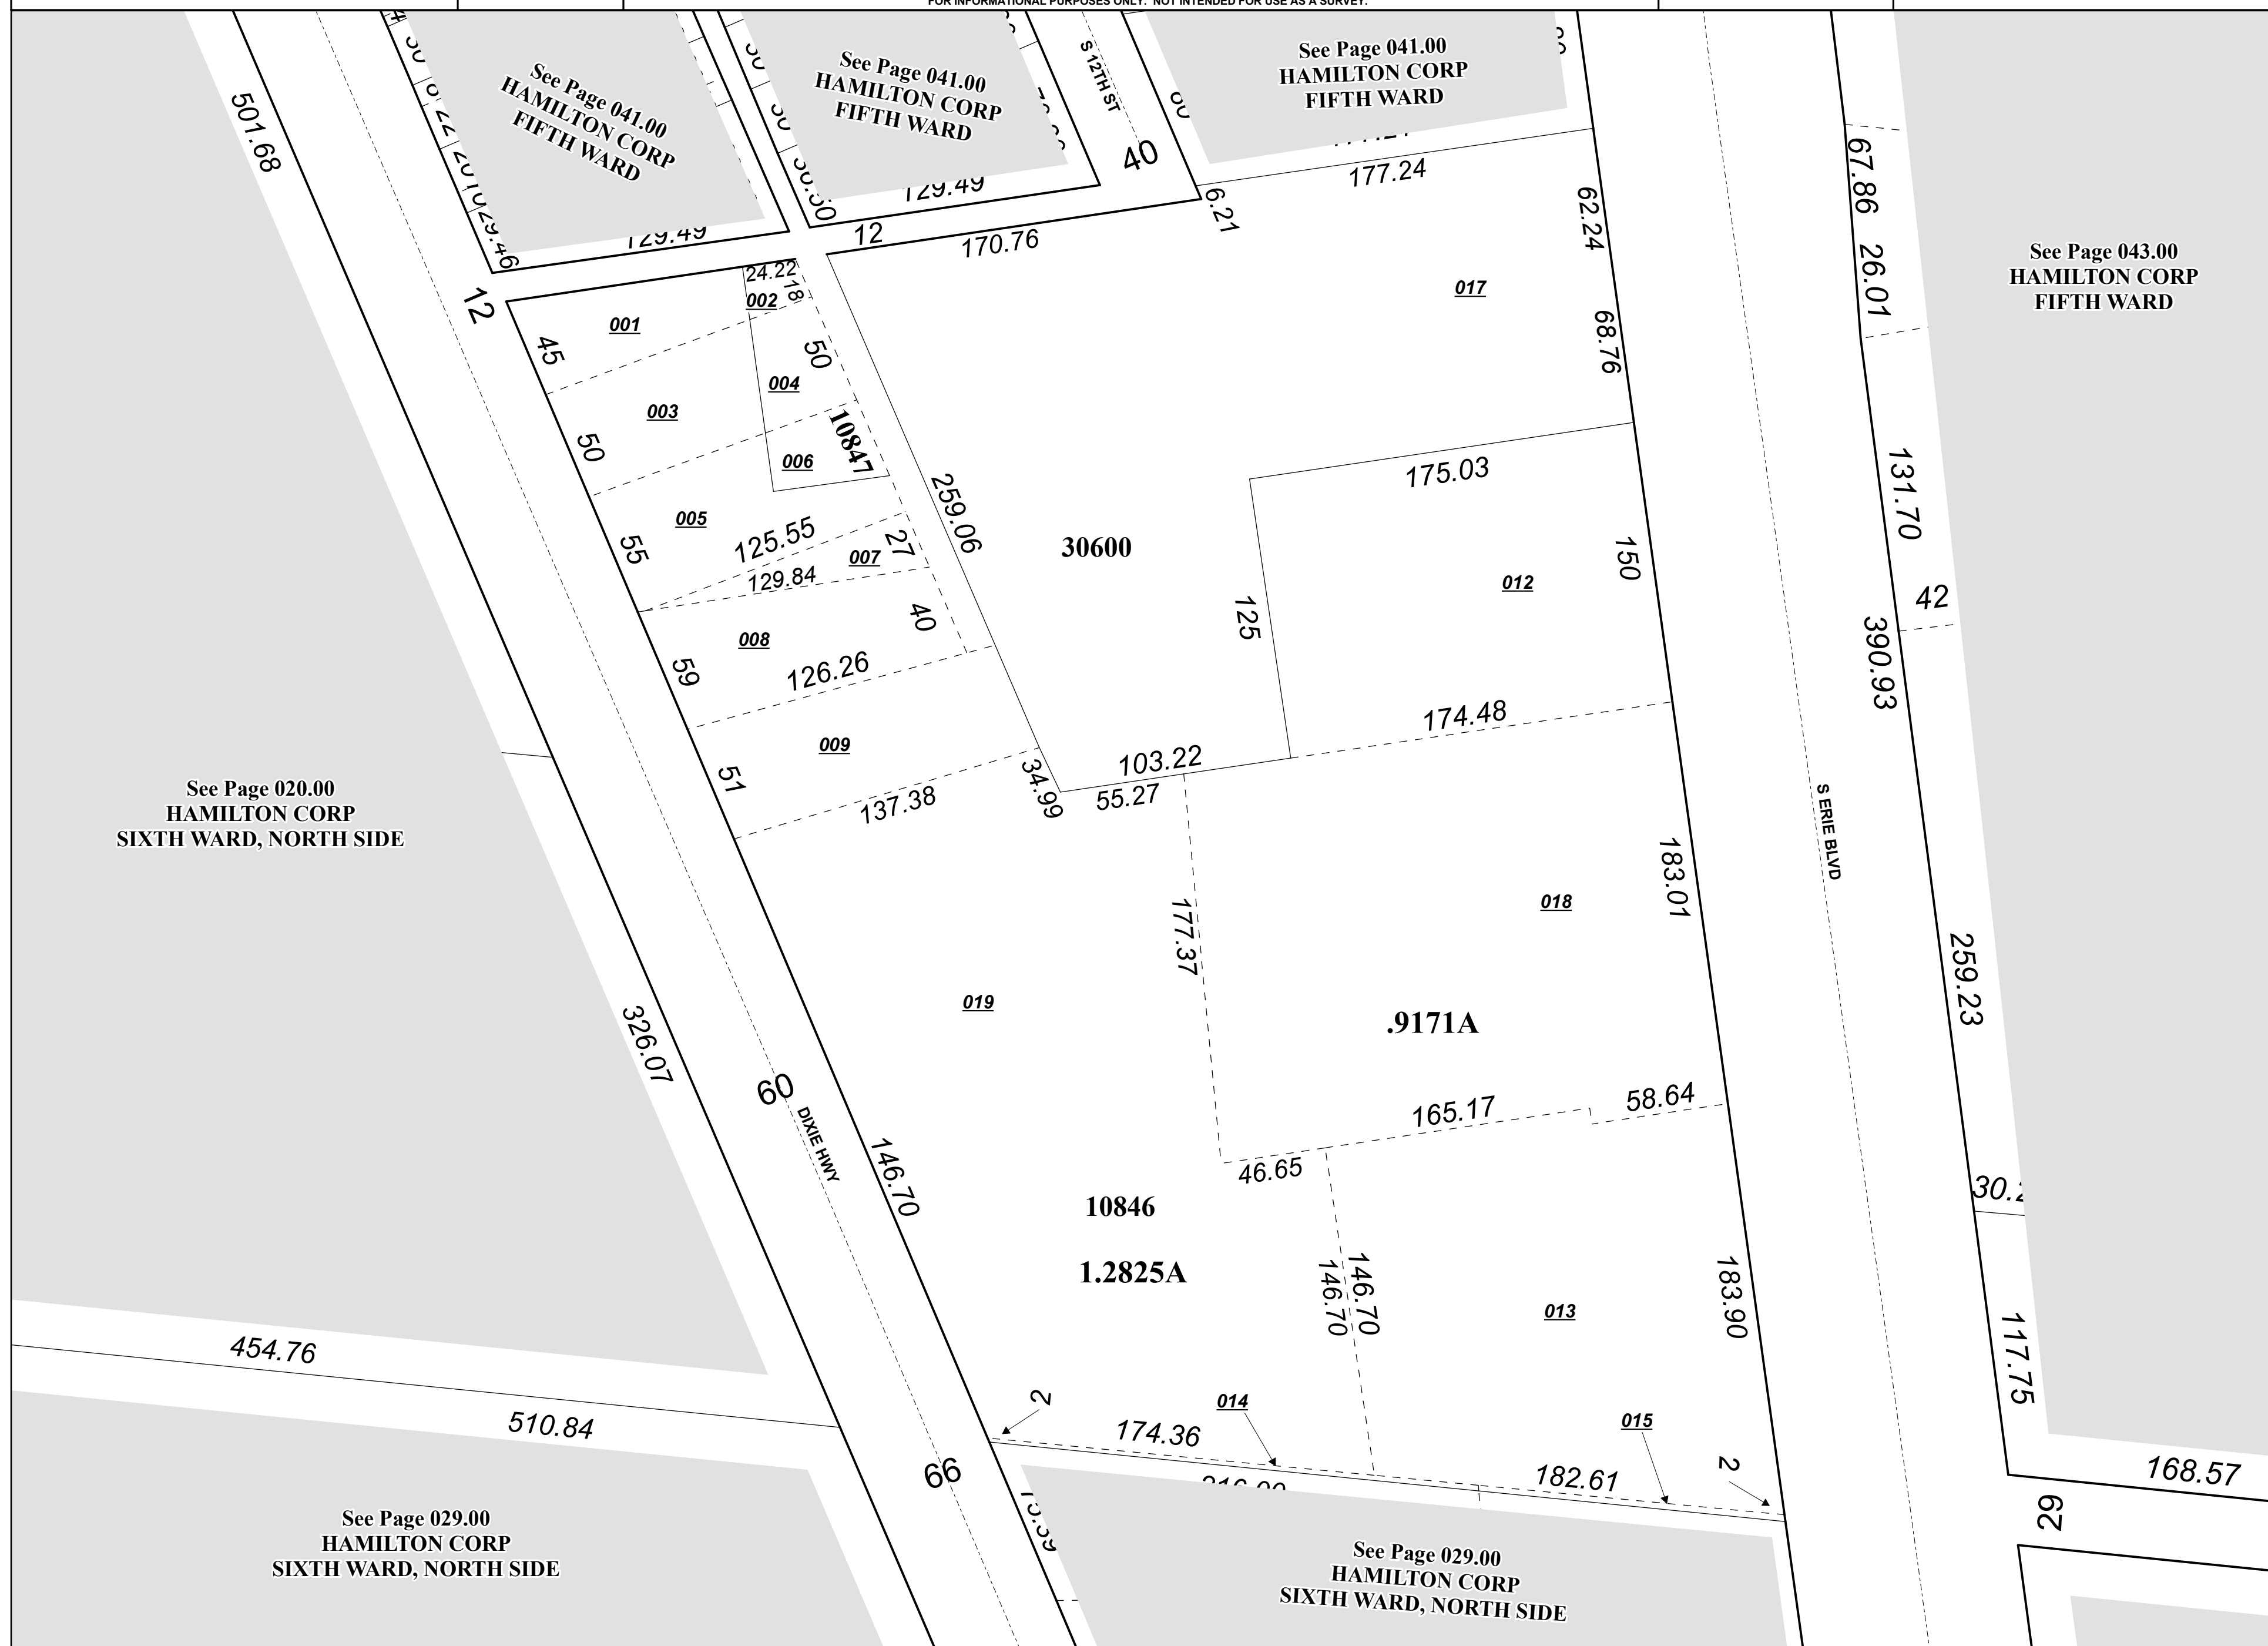 FOR INFORMATIONAL PURPOSES ONLY. NOT INTENDED FOR USE AS A SURVEY.
See Page 041.00
HAMILTON CORP
FIFTH WARD
See Page 041.00
HAMILTON CORP
FIFTH WARD
See Page 041.00
HAMILTON CORP
FIFTH WARD
S 12TH ST
40
501.68
29.46
129.49
129.49
12
170.76
6.21
177.24
62.24
67.86
26.01
See Page 043.00
HAMILTON CORP
FIFTH WARD
12
24.22
18
002
001
45
50
004
003
017
68.76
50
10847
006
005
125.55
55
27
007
129.84
259.06
175.03
131.70
30600
150
012
125
42
40
008
59
126.26
390.93
174.48
009
51
103.22
34.99
55.27
137.38
See Page 020.00
HAMILTON CORP
SIXTH WARD, NORTH SIDE
S ERIE BLVD
183.01
018
177.37
019
.9171A
259.23
326.07
60
DIXIE HWY
146.70
165.17
58.64
46.65
10846
1.2825A
146.70
146.70
013
183.90
117.75
454.76
510.84
2
014
174.36
015
2
182.61
66
168.57
29
See Page 029.00
HAMILTON CORP
SIXTH WARD, NORTH SIDE
See Page 029.00
HAMILTON CORP
SIXTH WARD, NORTH SIDE